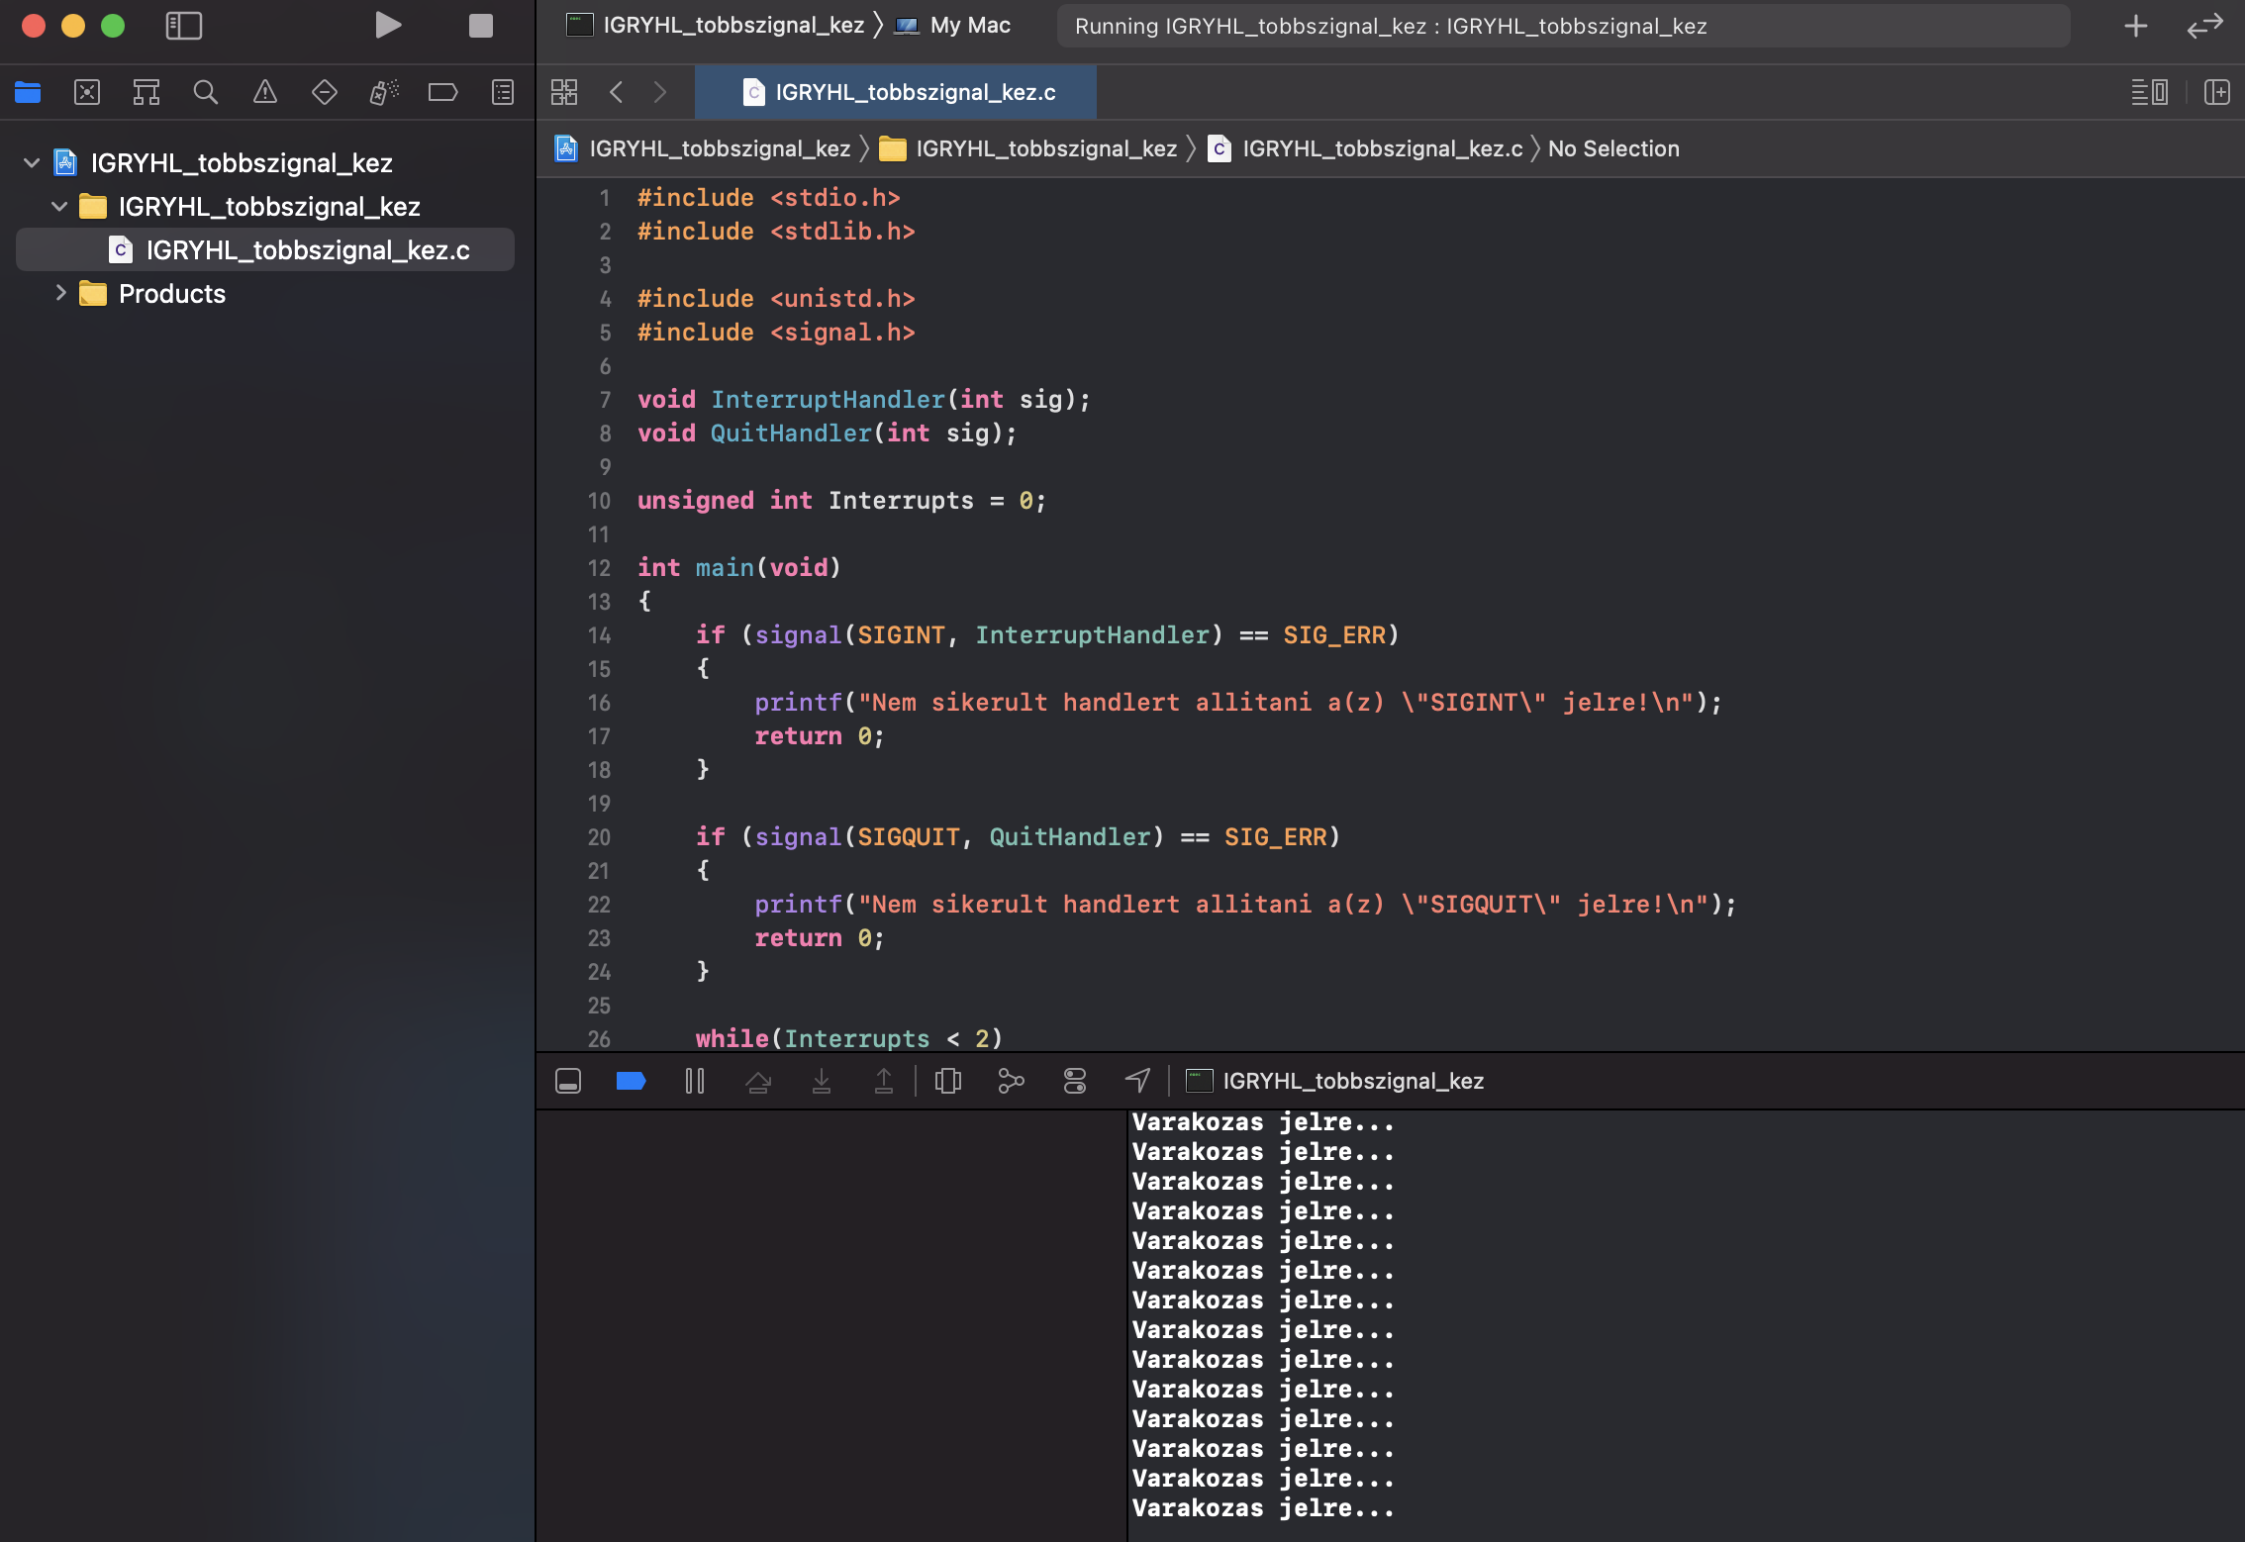 IGRYHL_tobbszignal_kez 〉 My Mac
Running IGRYHL_tobbszignal_kez : IGRYHL_tobbszignal_kez
IGRYHL_tobbszignal_kez.c
IGRYHL_tobbszignal_kez 〉 IGRYHL_tobbszignal_kez 〉 IGRYHL_tobbszignal_kez.c 〉 No Selection
IGRYHL_tobbszignal_kez
IGRYHL_tobbszignal_kez
IGRYHL_tobbszignal_kez.c
Products
1 #include <stdio.h>
2 #include <stdlib.h>
3
4 #include <unistd.h>
5 #include <signal.h>
6
7 void InterruptHandler(int sig);
8 void QuitHandler(int sig);
9
10 unsigned int Interrupts = 0;
11
12 int main(void)
13 {
14     if (signal(SIGINT, InterruptHandler) == SIG_ERR)
15     {
16         printf("Nem sikerult handlert allitani a(z) \"SIGINT\" jelre!\n");
17         return 0;
18     }
19
20     if (signal(SIGQUIT, QuitHandler) == SIG_ERR)
21     {
22         printf("Nem sikerult handlert allitani a(z) \"SIGQUIT\" jelre!\n");
23         return 0;
24     }
25
26     while(Interrupts < 2)
IGRYHL_tobbszignal_kez
Varakozas jelre...
Varakozas jelre...
Varakozas jelre...
Varakozas jelre...
Varakozas jelre...
Varakozas jelre...
Varakozas jelre...
Varakozas jelre...
Varakozas jelre...
Varakozas jelre...
Varakozas jelre...
Varakozas jelre...
Varakozas jelre...
Varakozas jelre...